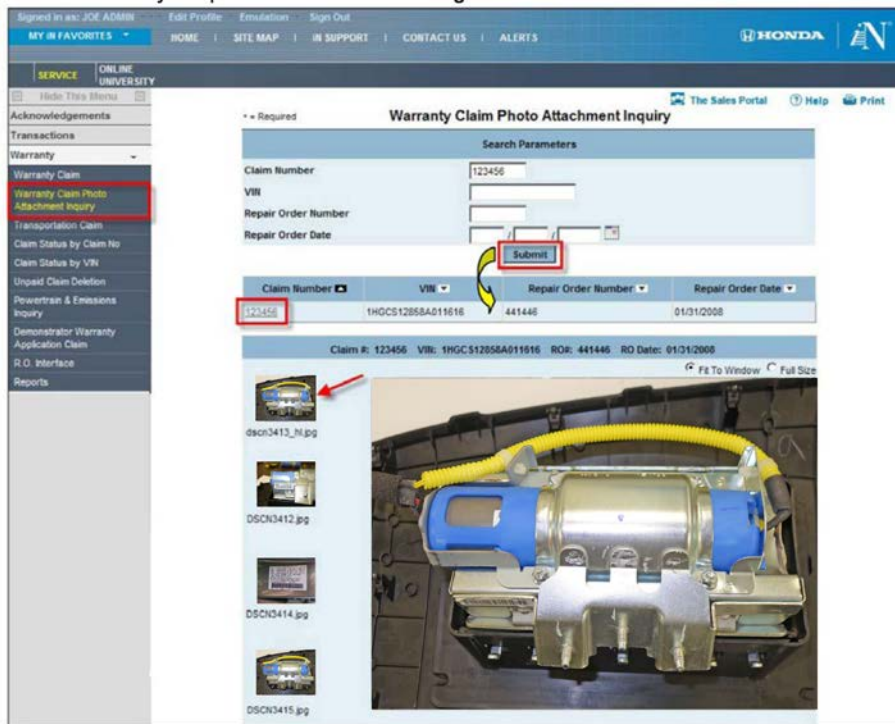 Signed in as: JOE ADMIN Edit Profile Emulation Sign Out
MY iN FAVORITES HOME | SITE MAP | iN SUPPORT | CONTACT US | ALERTS HONDA iN
SERVICE ONLINE UNIVERSITY
Hide This Menu
Acknowledgements
Transactions
Warranty
Warranty Claim
Warranty Claim Photo
Attachment Inquiry
Transportation Claim
Claim Status by Claim No
Claim Status by VIN
Unpaid Claim Deletion
Powertrain & Emissions
Inquiry
Demonstrator Warranty
Application Claim
R.O. Interface
Reports
The Sales Portal Help Print
* = Required Warranty Claim Photo Attachment Inquiry
Search Parameters
Claim Number 123456
VIN
Repair Order Number
Repair Order Date / /
Submit
Claim Number VIN Repair Order Number Repair Order Date
123456 1HGCS12858A011616 441446 01/31/2008
Claim #: 123456 VIN: 1HGCS12858A011616 RO#: 441446 RO Date: 01/31/2008
Fit To Window Full Size
dscn3413_hl.jpg
DSCN3412.jpg
DSCN3414.jpg
DSCN3415.jpg